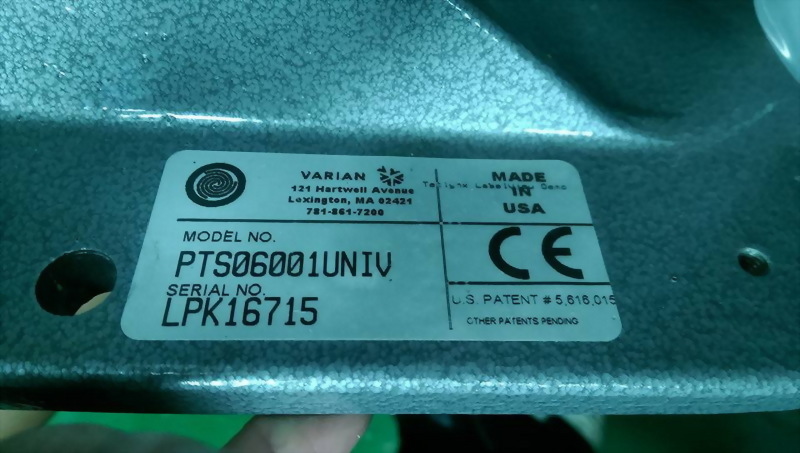 VARIAN
121 Hartwell Avenue
Lexington, MA 02421
781-861-7200
MADE
IN
USA
MODEL NO.
PTS06001UNIV
SERIAL NO.
LPK16715
CE
U.S. PATENT # 5,616,015
OTHER PATENTS PENDING